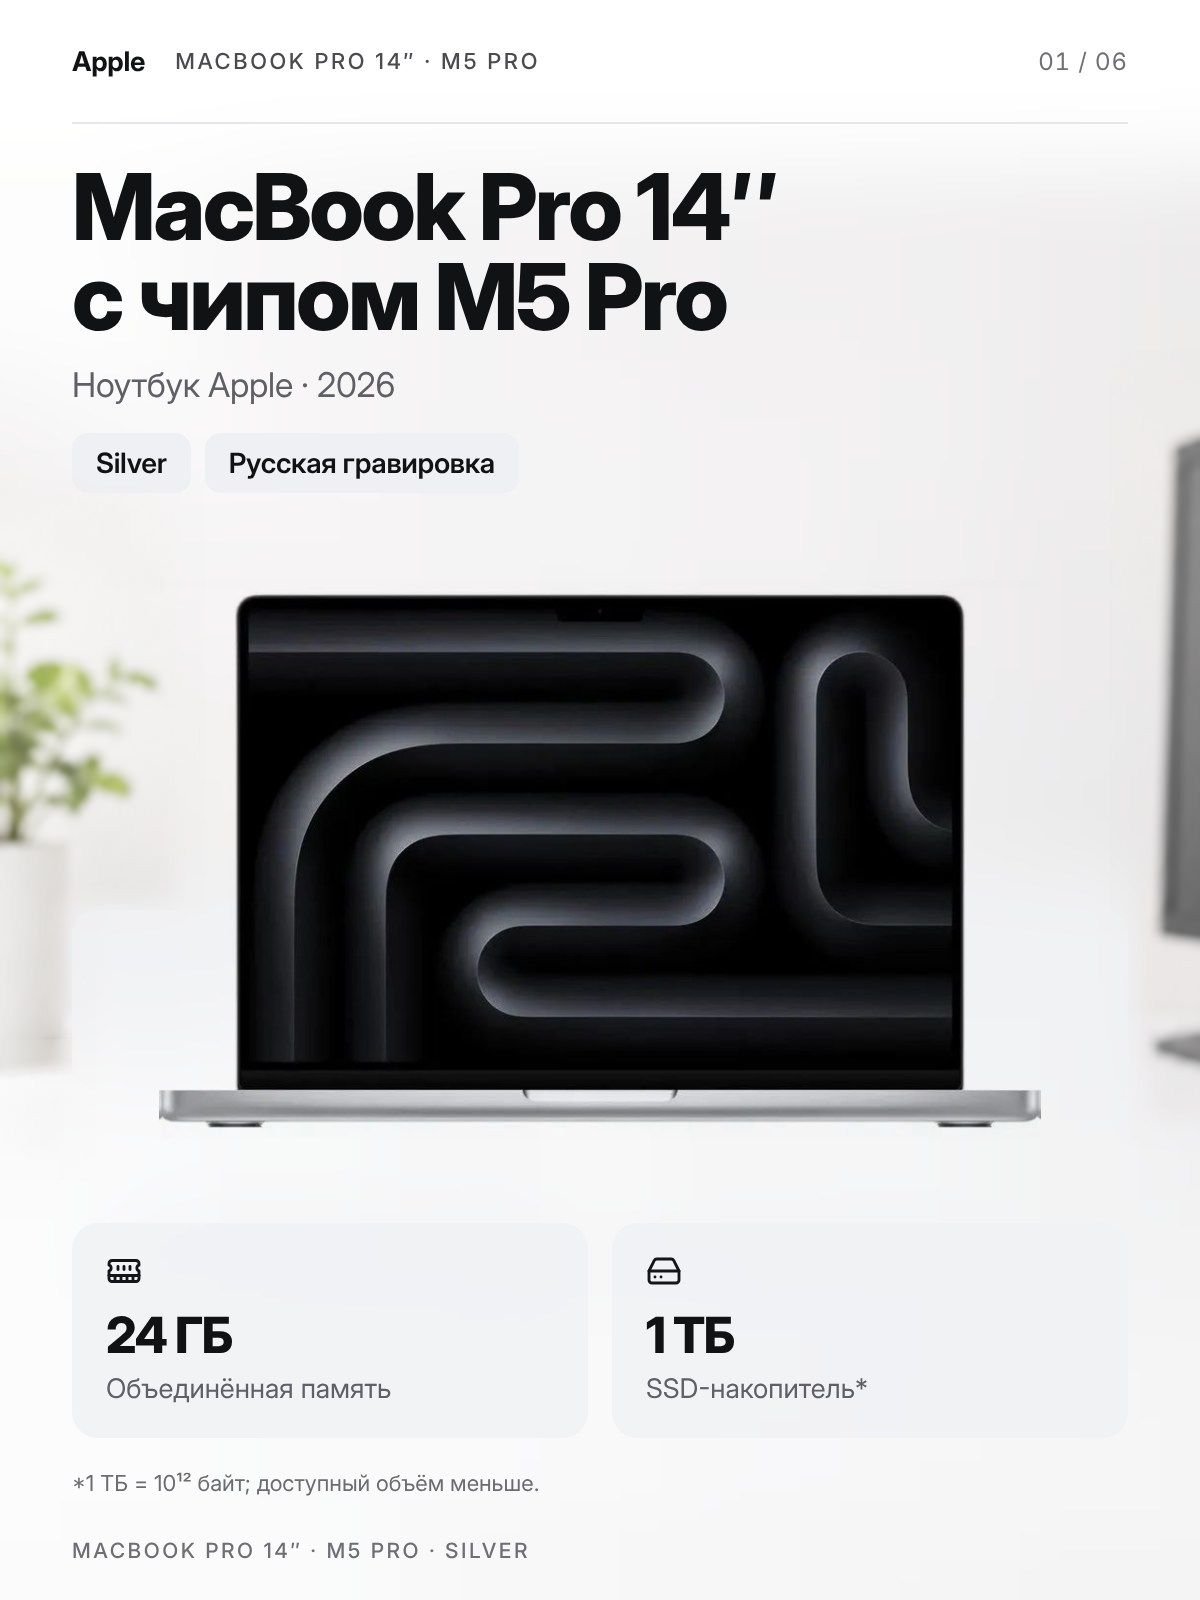 Apple MACBOOK PRO 14″ · M5 PRO 01 / 06
MacBook Pro 14″
с чипом M5 Pro
Ноутбук Apple · 2026
Silver Русская гравировка
24 ГБ 1 ТБ
Объединённая память SSD-накопитель*
*1 ТБ = 10¹² байт; доступный объём меньше.
MACBOOK PRO 14″ · M5 PRO · SILVER